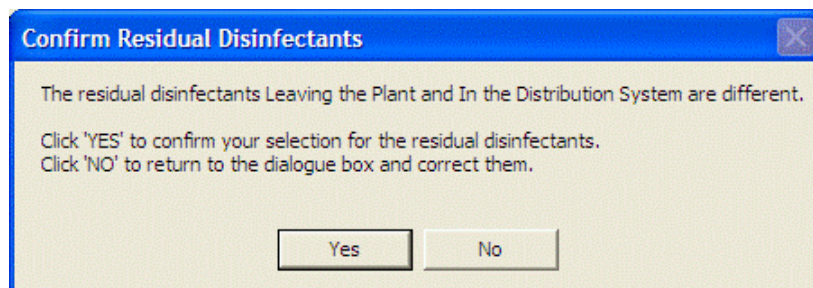 Confirm Residual Disinfectants
The residual disinfectants Leaving the Plant and In the Distribution System are different.
Click 'YES' to confirm your selection for the residual disinfectants.
Click 'NO' to return to the dialogue box and correct them.
Yes No